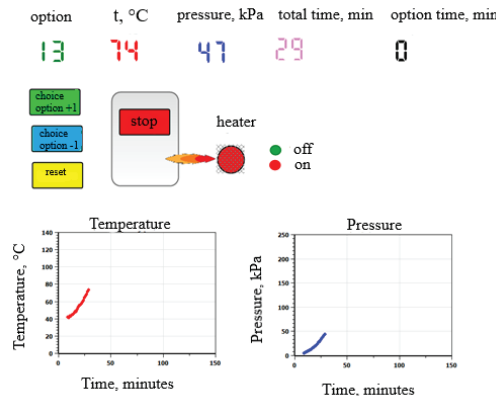 option t, °C pressure, kPa total time, min option time, min
13 74 47 29 0
choice
option +1
choice
option -1
reset
stop
heater
off
on
Temperature
140
120
100
80
60
40
20
0
0 50 100 150
Temperature, °C
Time, minutes
Pressure
250
200
150
100
50
0
0 50 100 150
Pressure, kPa
Time, minutes